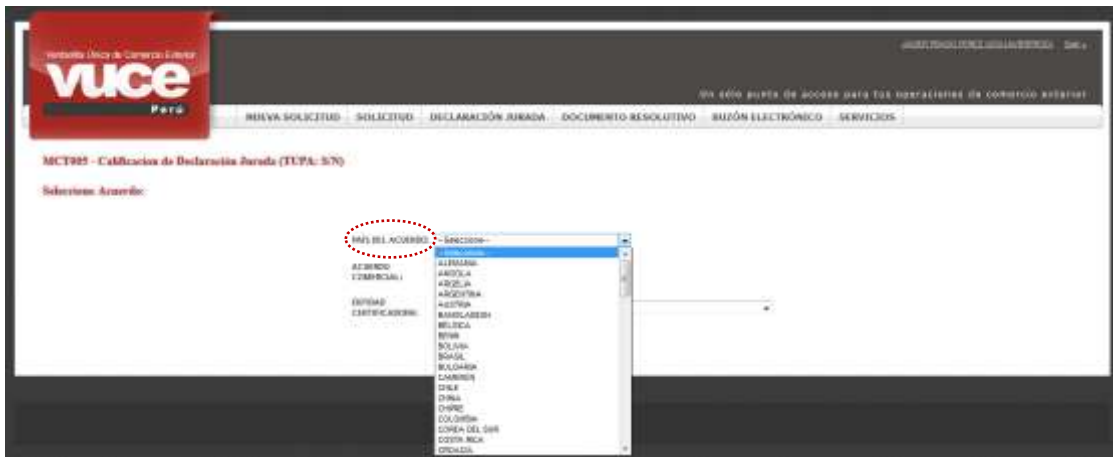 Ventanilla Única de Comercio Exterior
vuce
Perú
Salir »
Un sólo punto de acceso para tus operaciones de comercio exterior
NUEVA SOLICITUD SOLICITUD DECLARACIÓN JURADA DOCUMENTO RESOLUTIVO BUZÓN ELECTRÓNICO SERVICIOS
MCT005 - Calificacion de Declaración Jurada (TUPA: S/N)
Seleccione Acuerdo:
PAÍS DEL ACUERDO: --Seleccione--
--Seleccione--
ALEMANIA
ANGOLA
ARGELIA
ARGENTINA
AUSTRIA
BANGLADESH
BÉLGICA
BENIN
BOLIVIA
BRASIL
BULGARIA
CAMERÚN
CHILE
CHINA
CHIPRE
COLOMBIA
COREA DEL SUR
COSTA RICA
CROACIA
ACUERDO
COMERCIAL:
ENTIDAD
CERTIFICADORA: